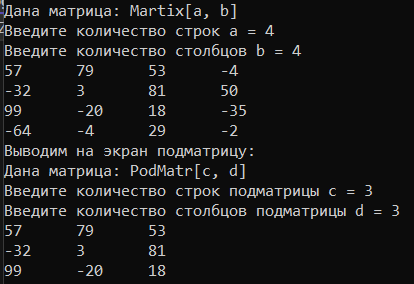 Дана матрица: Martix[a, b]
Введите количество строк a = 4
Введите количество столбцов b = 4
57 79 53 -4
-32 3 81 50
99 -20 18 -35
-64 -4 29 -2
Выводим на экран подматрицу:
Дана матрица: PodMatr[c, d]
Введите количество строк подматрицы c = 3
Введите количество столбцов подматрицы d = 3
57 79 53
-32 3 81
99 -20 18